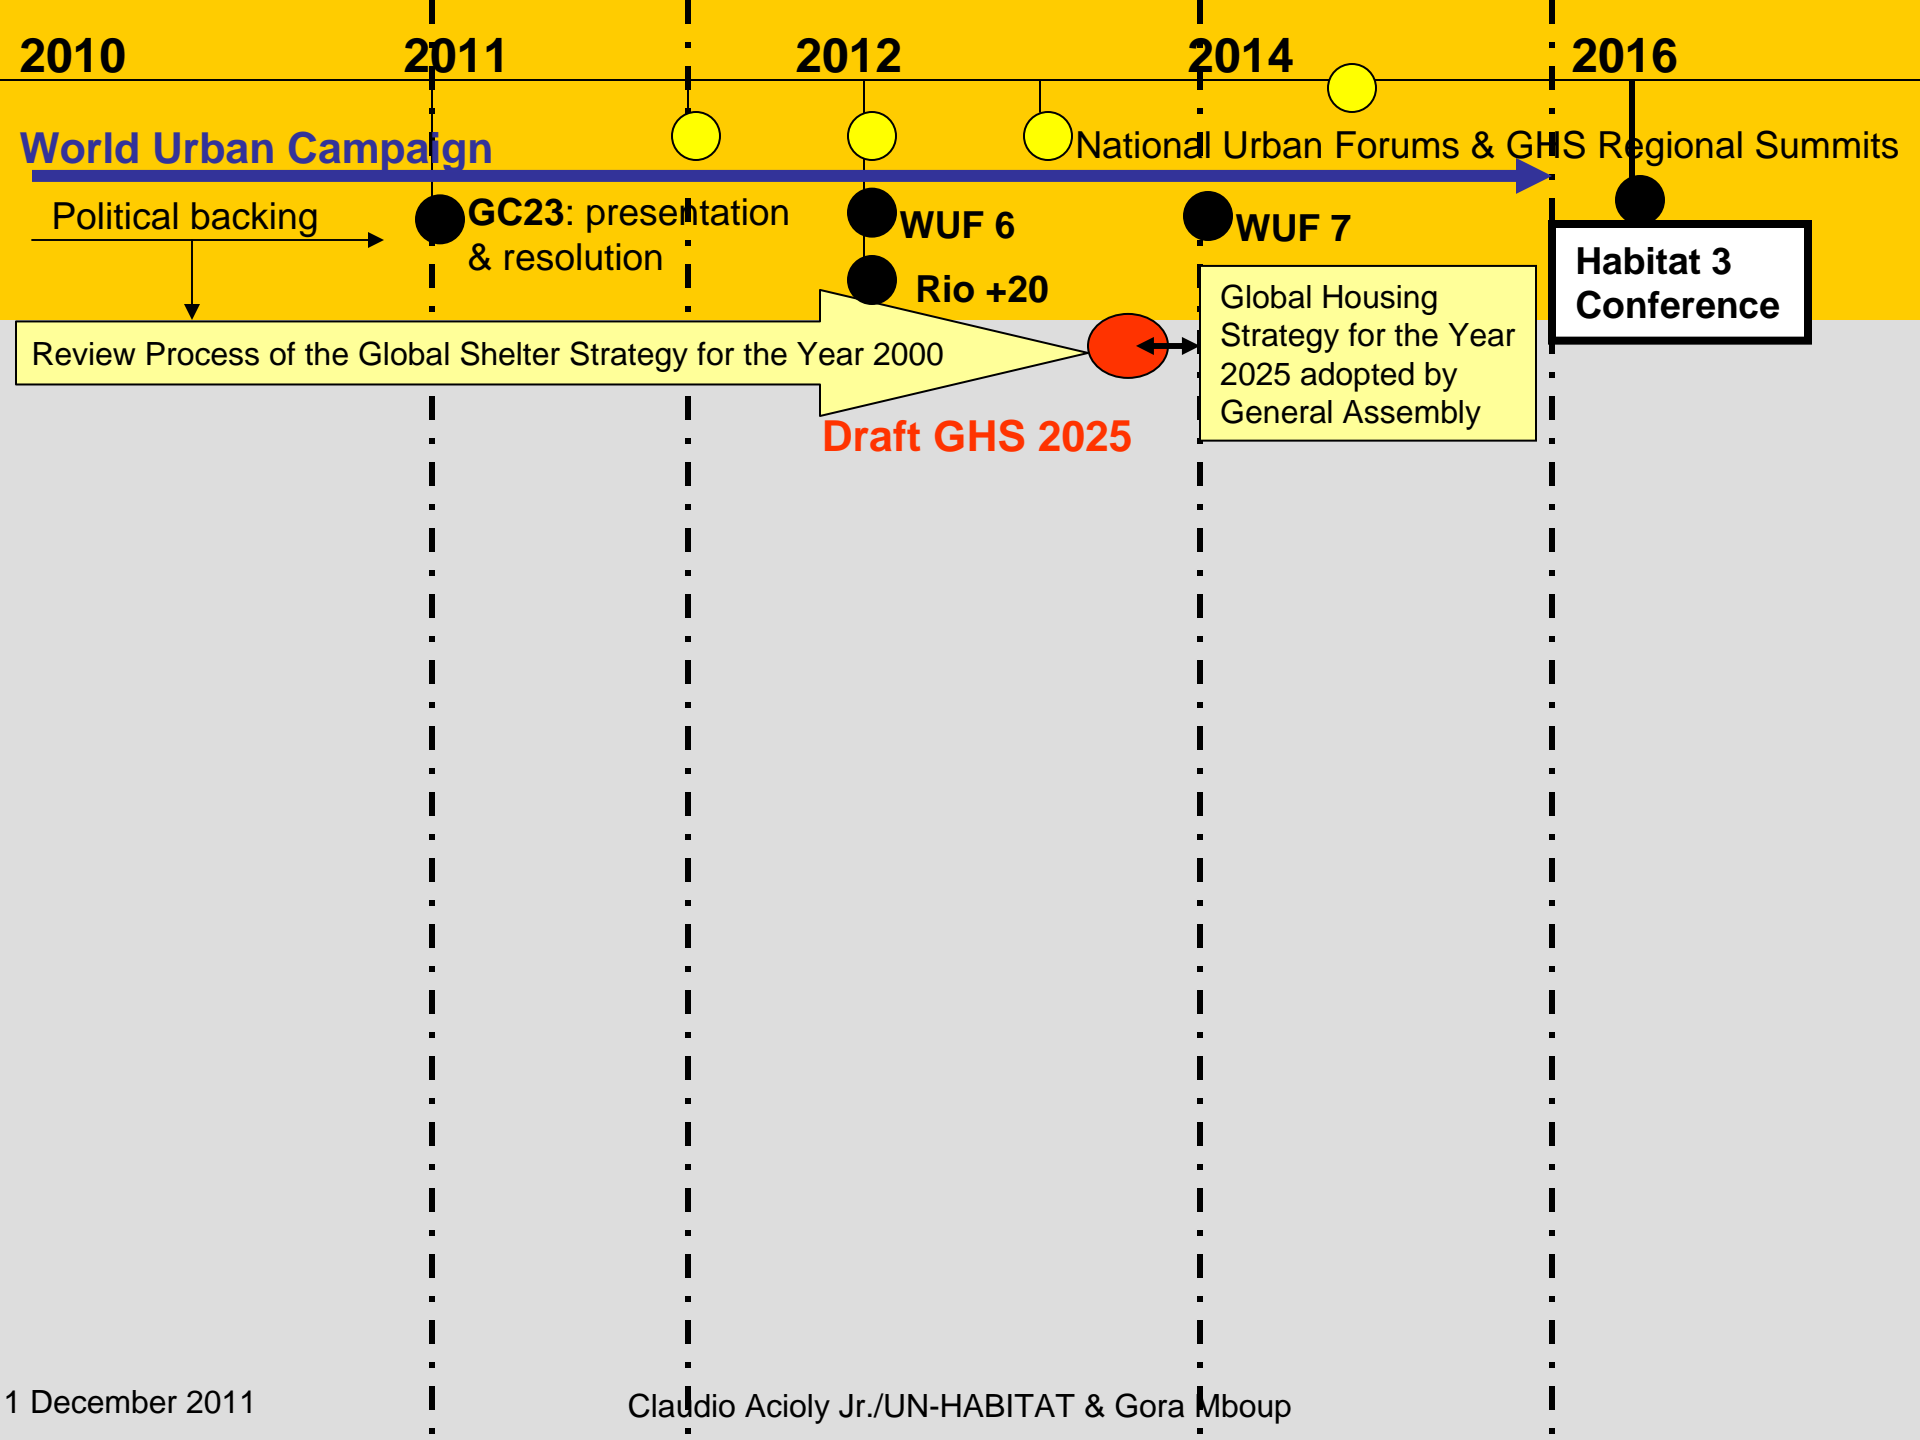 2010 2011 2012 2014 2016
World Urban Campaign
National Urban Forums & GHS Regional Summits
Political backing
GC23: presentation
& resolution
WUF 6
WUF 7
Rio +20
Habitat 3
Conference
Review Process of the Global Shelter Strategy for the Year 2000
Global Housing
Strategy for the Year
2025 adopted by
General Assembly
Draft GHS 2025
1 December 2011
Claudio Acioly Jr./UN-HABITAT & Gora Mboup